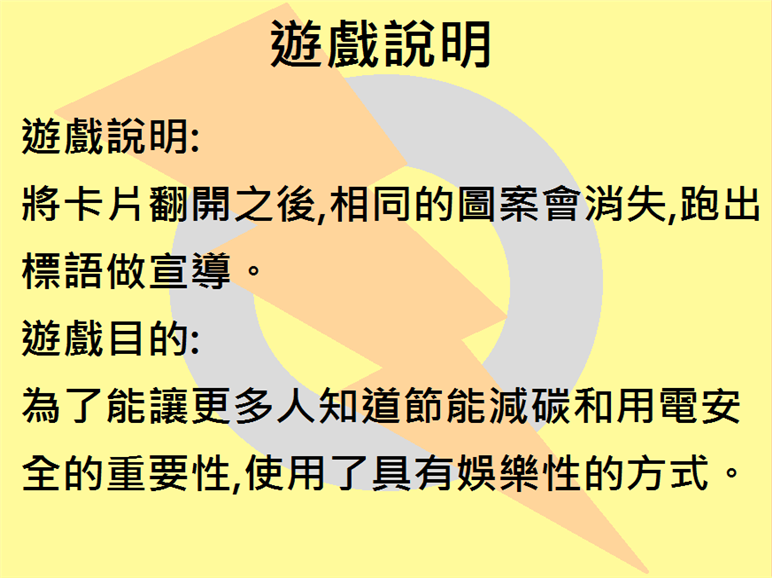 遊戲說明
遊戲說明:
將卡片翻開之後,相同的圖案會消失,跑出
標語做宣導。
遊戲目的:
為了能讓更多人知道節能減碳和用電安
全的重要性,使用了具有娛樂性的方式。